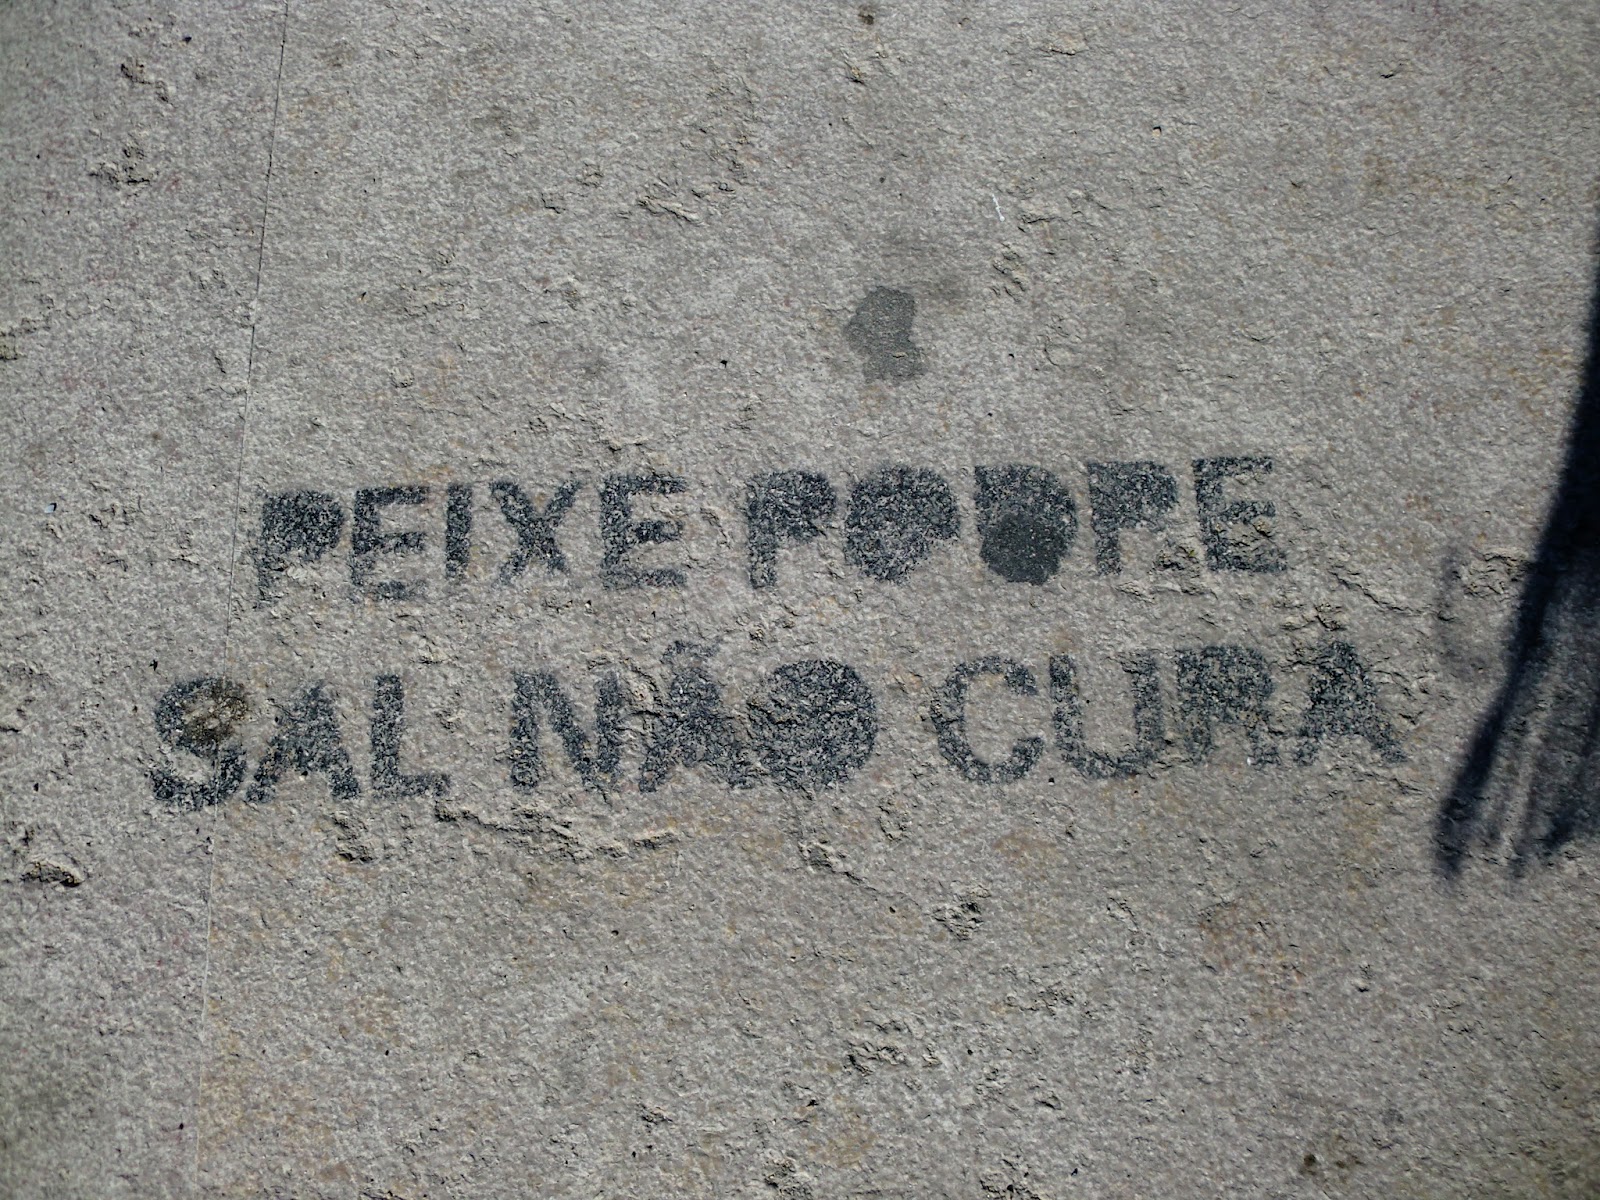 PEIXE PODRE
SAL NÃO CURA